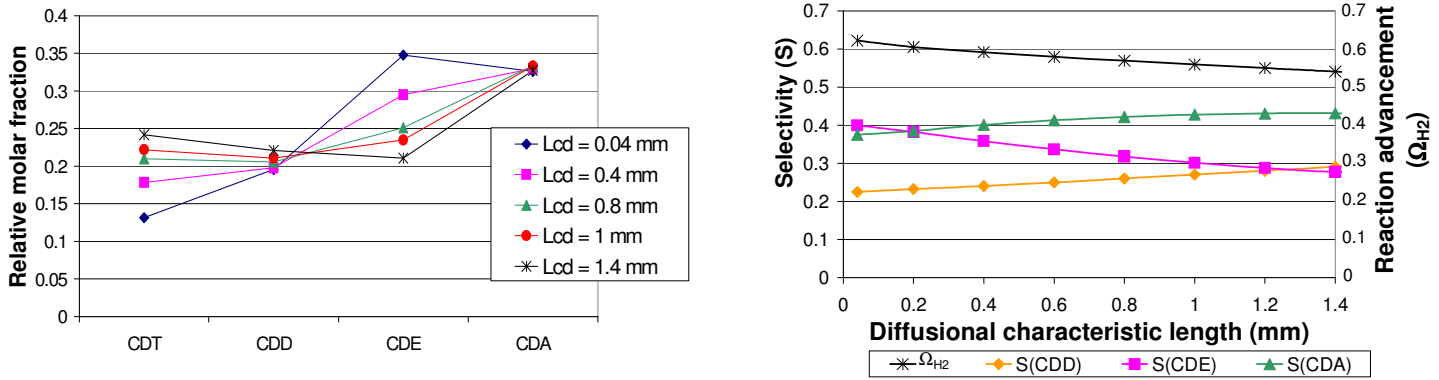 Relative molar fraction
0.4
0.35
0.3
0.25
0.2
0.15
0.1
0.05
0
CDT
CDD
CDE
CDA
Lcd = 0.04 mm
Lcd = 0.4 mm
Lcd = 0.8 mm
Lcd = 1 mm
Lcd = 1.4 mm
Selectivity (S)
0.7
0.6
0.5
0.4
0.3
0.2
0.1
0
0
0.2
0.4
0.6
0.8
1
1.2
1.4
Diffusional characteristic length (mm)
0.7
0.6
0.5
0.4
0.3
0.2
0.1
0
Reaction advancement
(ΩH2)
ΩH2
S(CDD)
S(CDE)
S(CDA)